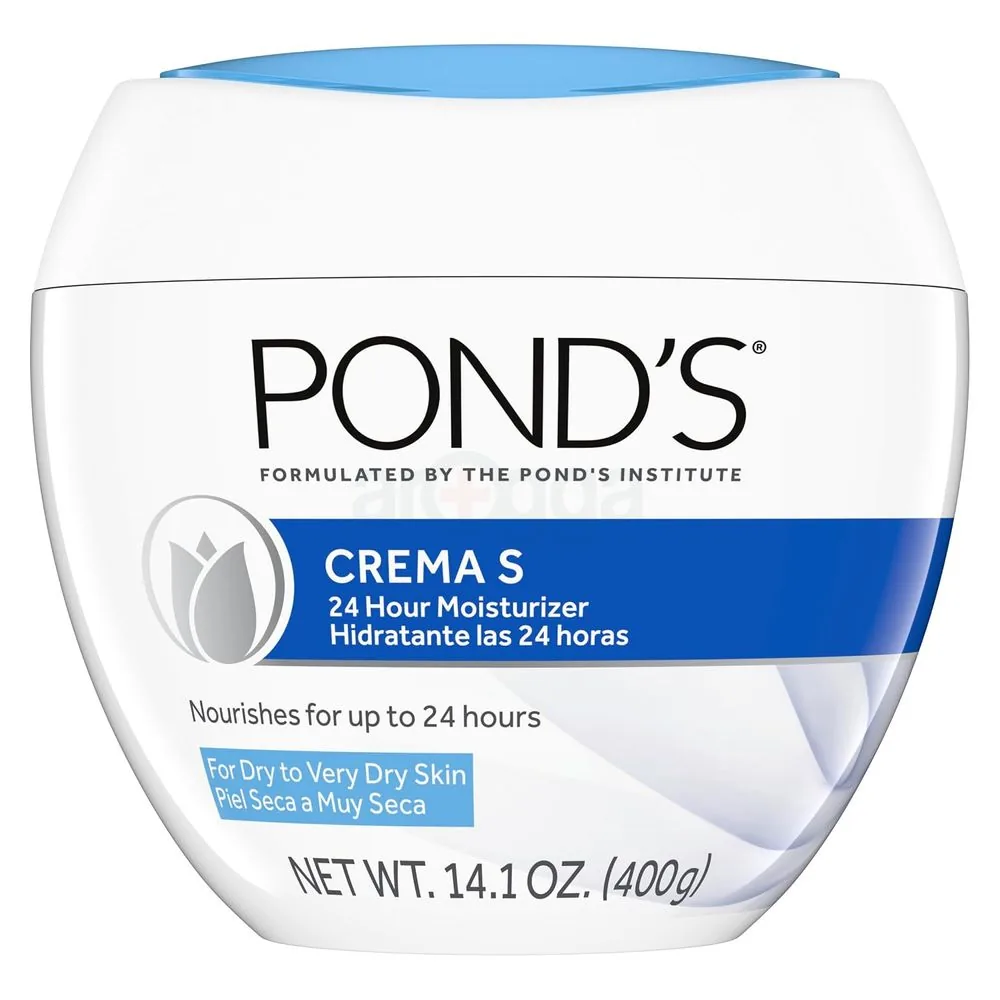 POND'S®
FORMULATED BY THE POND'S INSTITUTE
CREMA S
24 Hour Moisturizer
Hidratante las 24 horas
Nourishes for up to 24 hours
For Dry to Very Dry Skin
Piel Seca a Muy Seca
NET WT. 14.1 OZ. (400g)